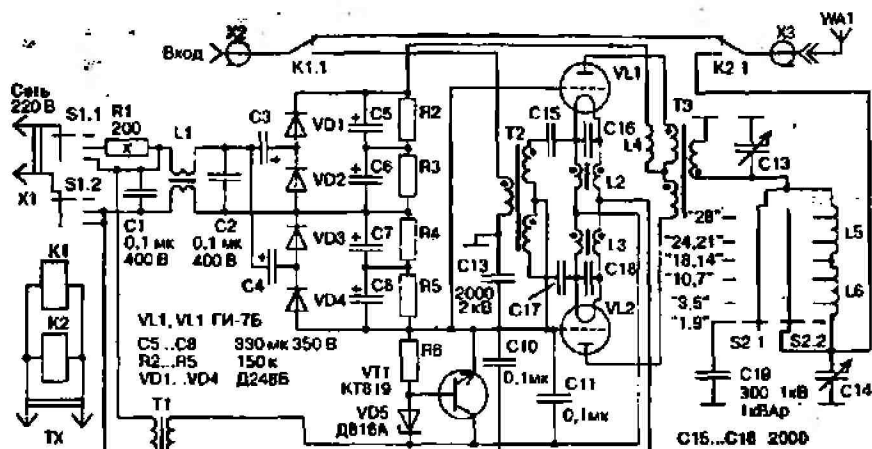 X2
Вход
K1.1
X3
WA1
K2 1
Сеть
220 В
S1.1
R1
200
L1
C3
VD1
C5
R2
VL1
C15
C16
T2
T3
L4
C13
VD2
C6
R3
X1
S1.2
L2
"28"
C1
0,1 мк
400 В
C2
0,1 мк
400 В
VD3
C7
R4
L3
"24,21"
L5
C4
C13
2000
2 кВ
C18
"18,14"
K1
VD4
C8
R5
C17
VL2
"10,7"
L6
K2
"3,5"
"1,9"
S2 1
S2.2
VL1, VL1 ГИ-7Б
C5...C8 330 мк 350 В
R2...R5 150 к
VD1...VD4 Д248Б
R6
C10
0,1мк
VT1
КТ819
C11
0,1мк
C19
300 1кВ
1кВАр
C14
TX
T1
VD5
Д816А
C15...C18 2000